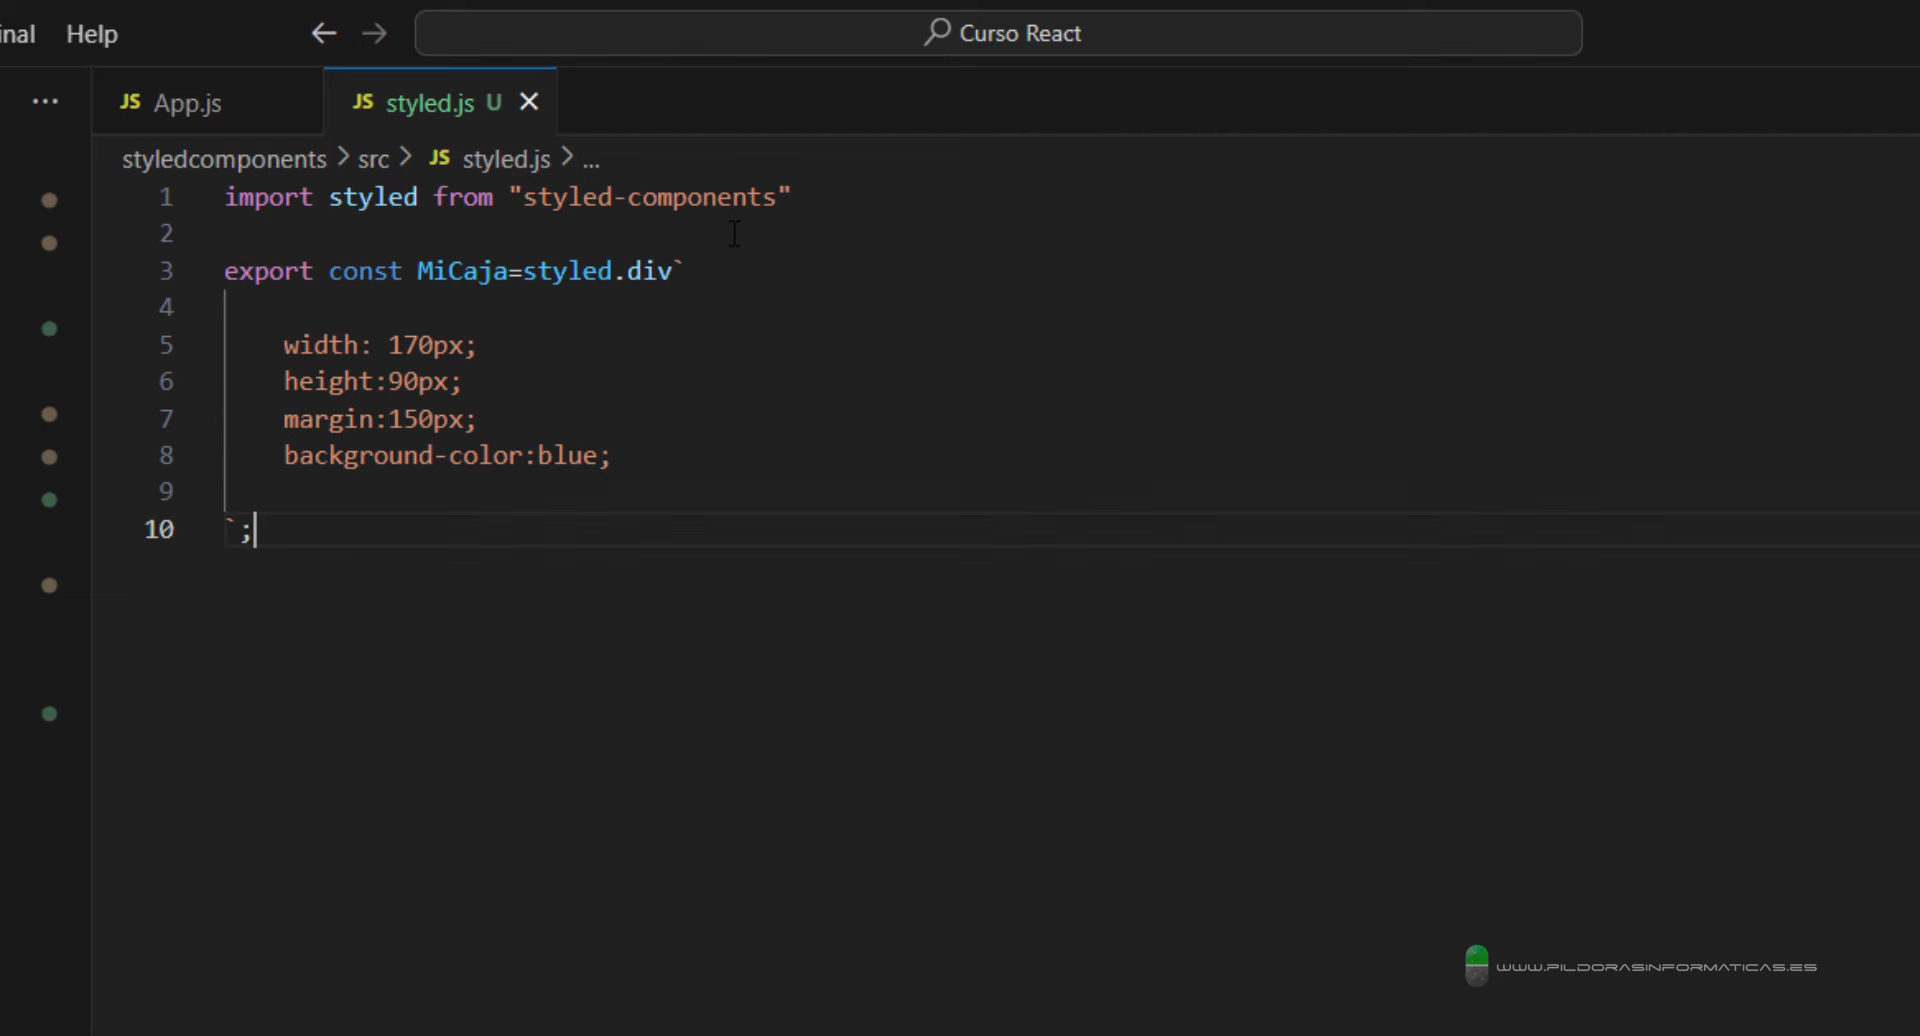 inal Help Curso React
JS App.js JS styled.js U
styledcomponents > src > JS styled.js > ...
1 import styled from "styled-components"
2
3 export const MiCaja=styled.div`
4
5 width: 170px;
6 height:90px;
7 margin:150px;
8 background-color:blue;
9
10 `;
WWW.PILDORASINFORMATICAS.ES